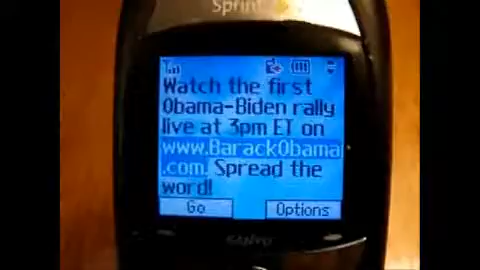 Sprint
Watch the first
Obama-Biden rally
live at 3pm ET on
www.BarackObama
.com. Spread the
word!
Go Options
SANYO